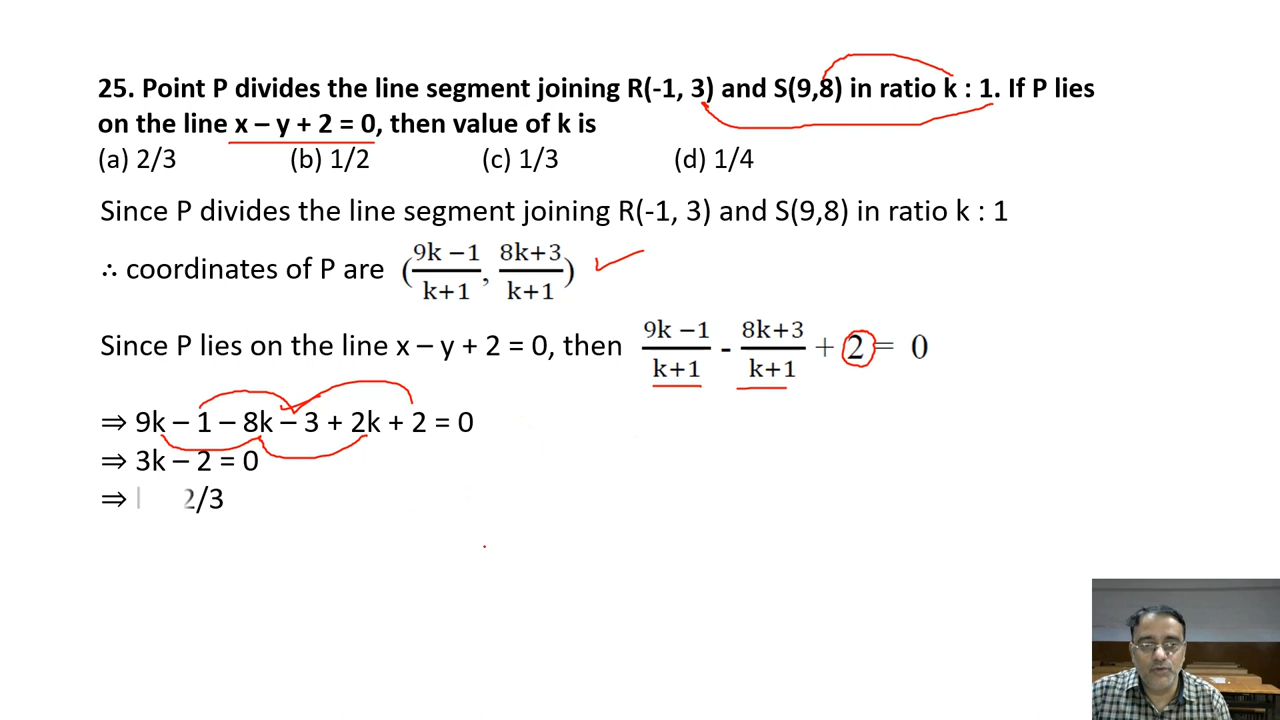 25. Point P divides the line segment joining R(-1, 3) and S(9,8) in ratio k : 1. If P lies
on the line x – y + 2 = 0, then value of k is
(a) 2/3 (b) 1/2 (c) 1/3 (d) 1/4
Since P divides the line segment joining R(-1, 3) and S(9,8) in ratio k : 1
∴ coordinates of P are (9k –1/k+1, 8k+3/k+1)
Since P lies on the line x – y + 2 = 0, then 9k –1/k+1 - 8k+3/k+1 + 2 = 0
⇒ 9k – 1 – 8k – 3 + 2k + 2 = 0
⇒ 3k – 2 = 0
⇒ 2/3